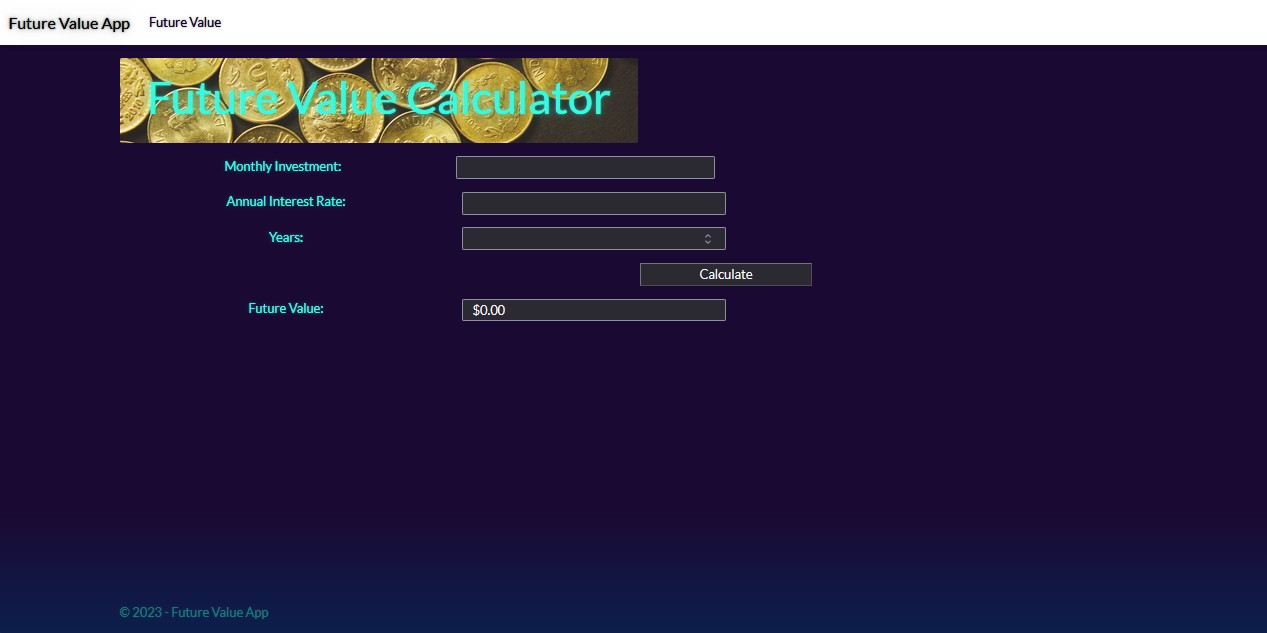 Future Value App Future Value
Future Value Calculator
Monthly Investment:
Annual Interest Rate:
Years:
Calculate
Future Value: $0.00
© 2023 - Future Value App